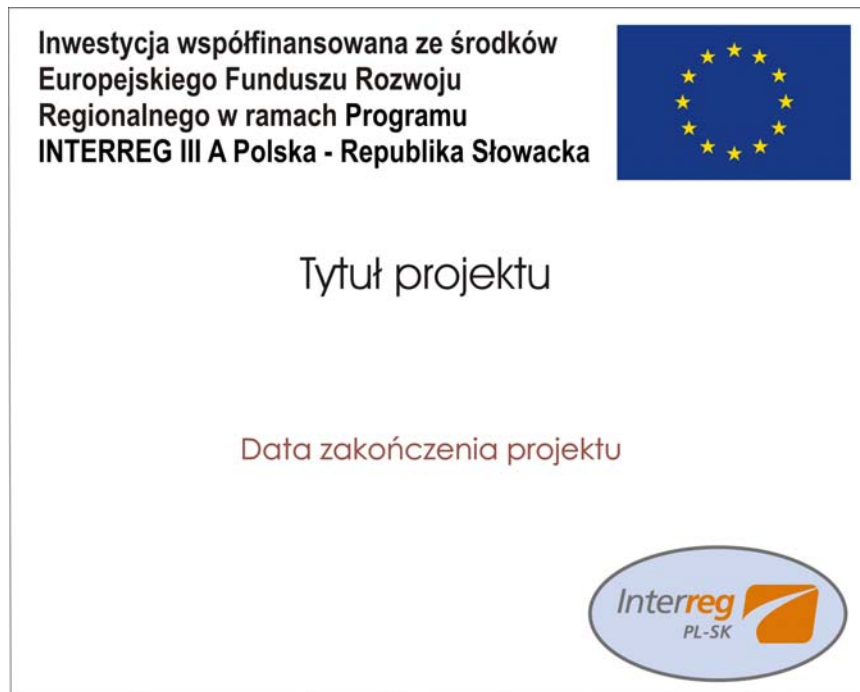 Inwestycja współfinansowana ze środków
Europejskiego Funduszu Rozwoju
Regionalnego w ramach Programu
INTERREG III A Polska - Republika Słowacka
Tytuł projektu
Data zakończenia projektu
Interreg
PL-SK